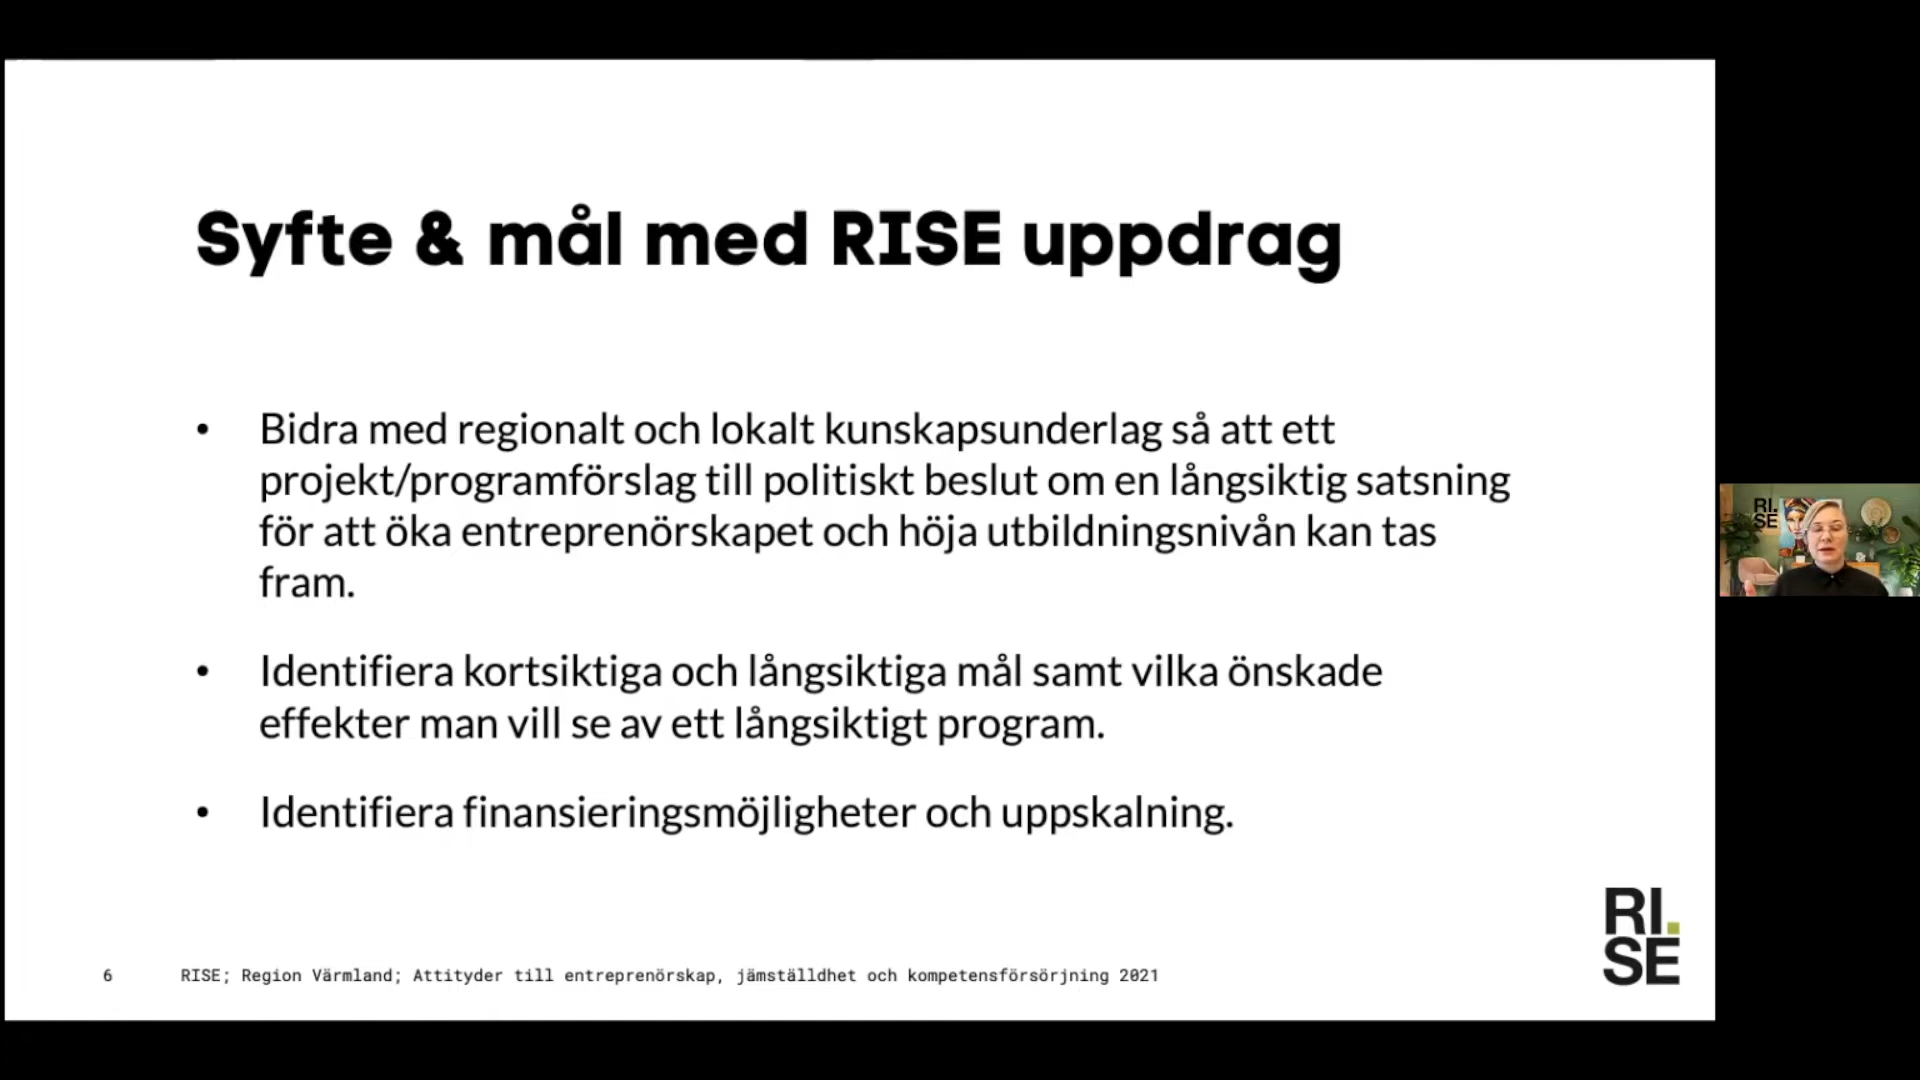 Syfte & mål med RISE uppdrag
• Bidra med regionalt och lokalt kunskapsunderlag så att ett
projekt/programförslag till politiskt beslut om en långsiktig satsning
för att öka entreprenörskapet och höja utbildningsnivån kan tas
fram.
• Identifiera kortsiktiga och långsiktiga mål samt vilka önskade
effekter man vill se av ett långsiktigt program.
• Identifiera finansieringsmöjligheter och uppskalning.
RI.
SE
6 RISE; Region Värmland; Attityder till entreprenörskap, jämställdhet och kompetensförsörjning 2021
RI.
SE